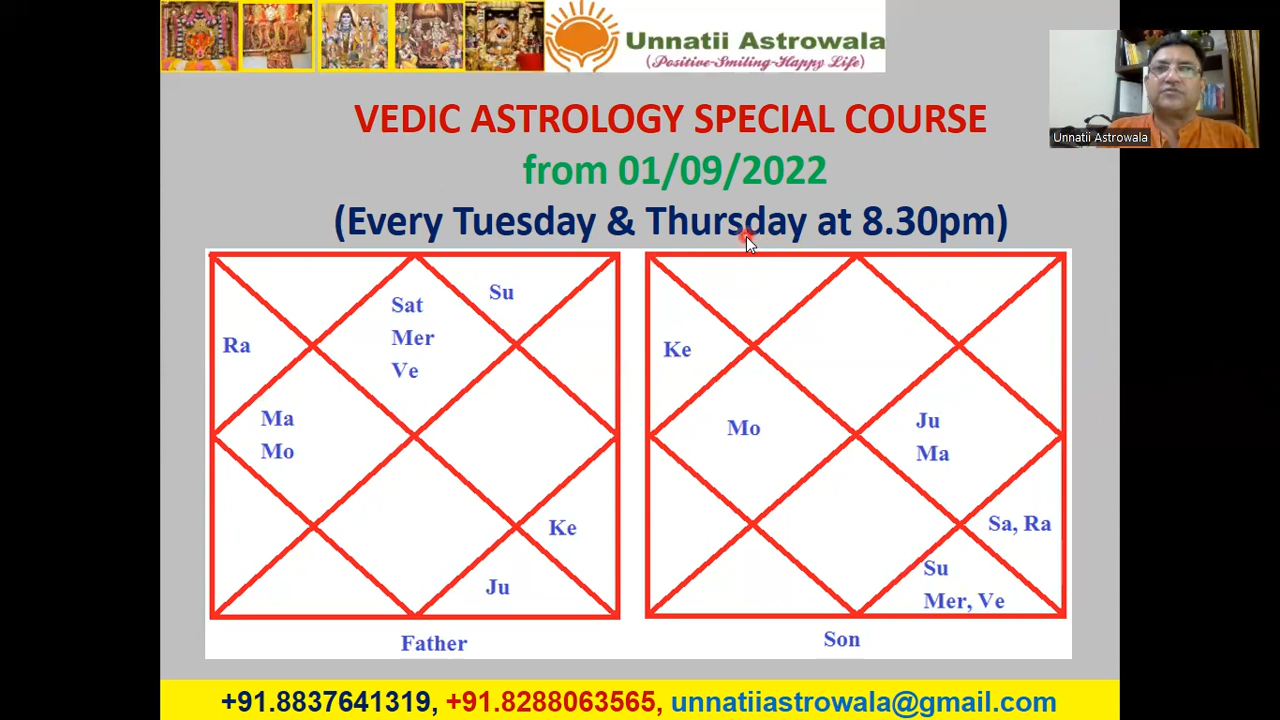 Unnatii Astrowala
(Positive-Smiling-Happy Life)
Unnatii Astrowala
VEDIC ASTROLOGY SPECIAL COURSE
from 01/09/2022
(Every Tuesday & Thursday at 8.30pm)
Su
Sat
Mer
Ve
Ra
Ma
Mo
Ke
Ju
Father
Ke
Mo
Ju
Ma
Sa, Ra
Su
Mer, Ve
Son
+91.8837641319, +91.8288063565, unnatiiastrowala@gmail.com